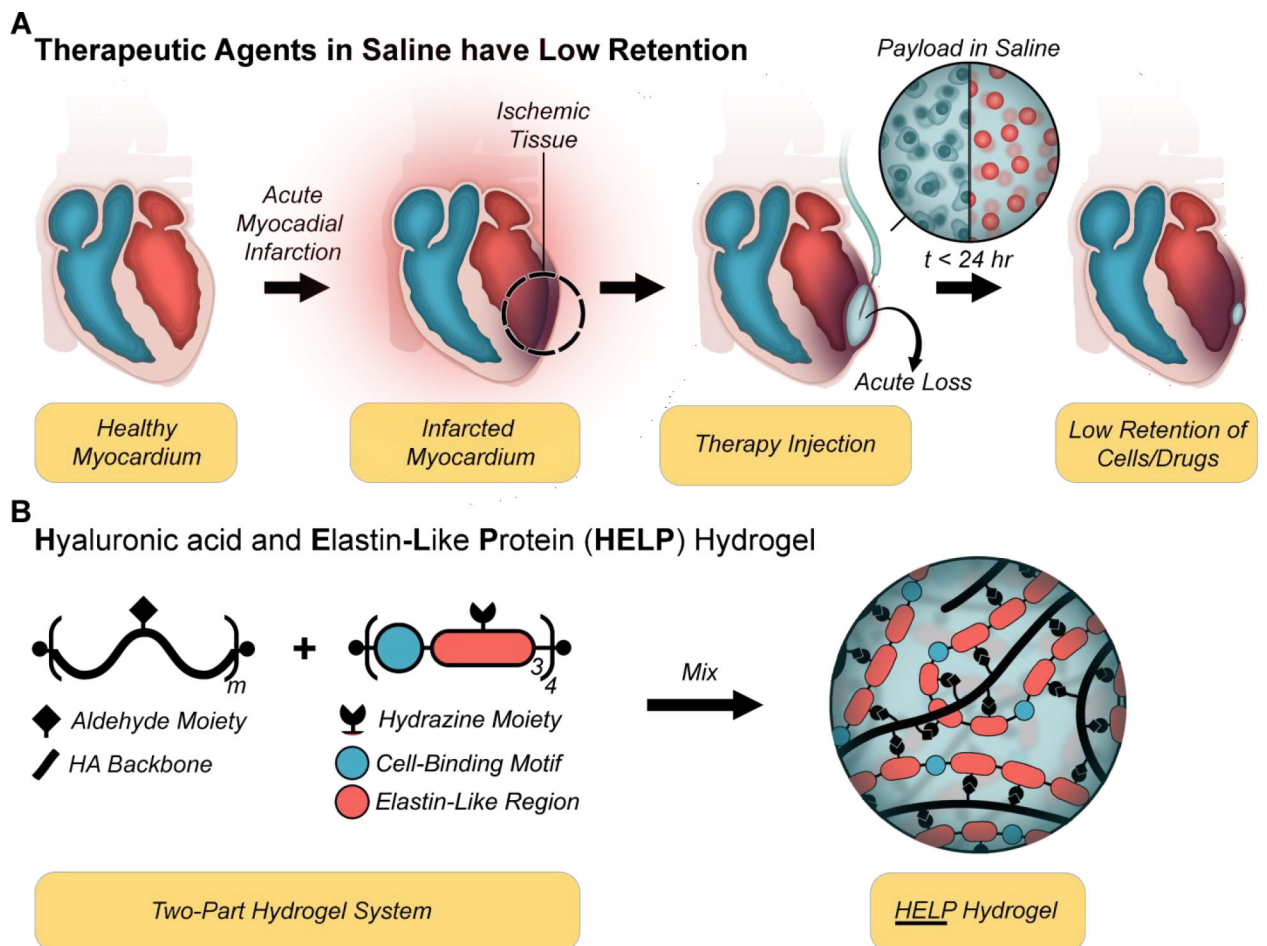 A
Therapeutic Agents in Saline have Low Retention
Payload in Saline
Ischemic
Tissue
Acute
Myocadial
Infarction
t < 24 hr
Acute Loss
Healthy
Myocardium
Infarcted
Myocardium
Therapy Injection
Low Retention of
Cells/Drugs
B
Hyaluronic acid and Elastin-Like Protein (HELP) Hydrogel
m
+
3
4
Mix
Aldehyde Moiety
HA Backbone
Hydrazine Moiety
Cell-Binding Motif
Elastin-Like Region
Two-Part Hydrogel System
HELP Hydrogel